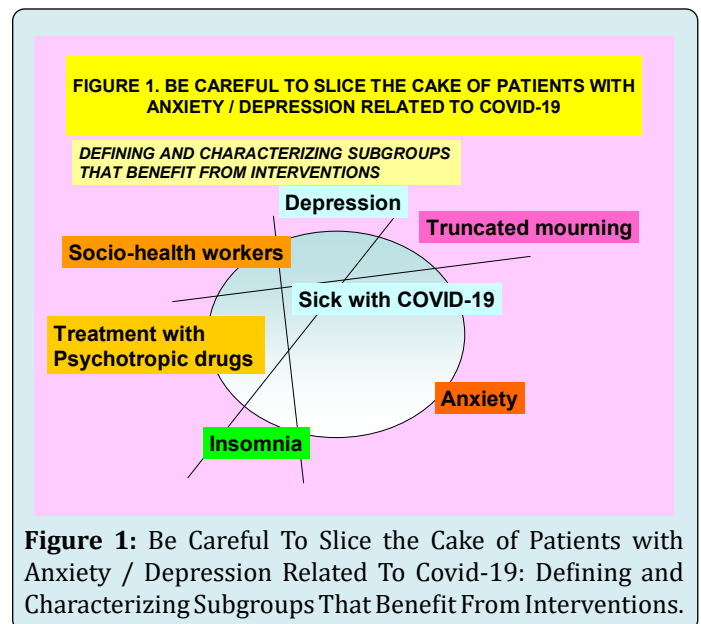 FIGURE 1. BE CAREFUL TO SLICE THE CAKE OF PATIENTS WITH
ANXIETY / DEPRESSION RELATED TO COVID-19
DEFINING AND CHARACTERIZING SUBGROUPS
THAT BENEFIT FROM INTERVENTIONS
Depression
Truncated mourning
Socio-health workers
Sick with COVID-19
Treatment with
Psychotropic drugs
Anxiety
Insomnia
Figure 1: Be Careful To Slice the Cake of Patients with
Anxiety / Depression Related To Covid-19: Defining and
Characterizing Subgroups That Benefit From Interventions.